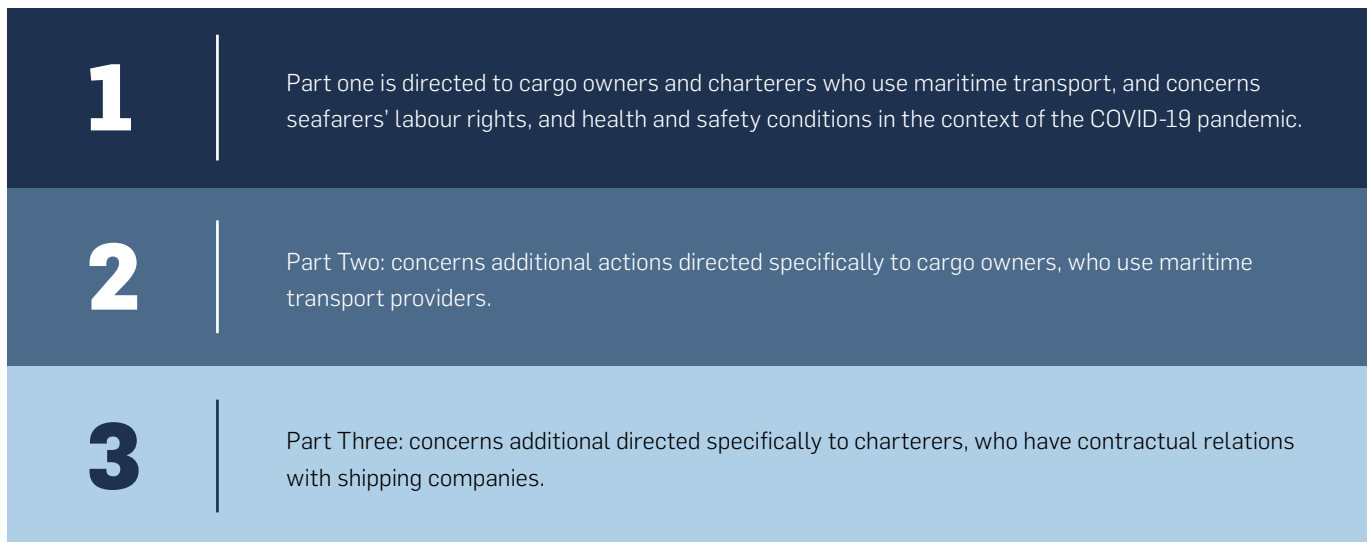 1
Part one is directed to cargo owners and charterers who use maritime transport, and concerns
seafarers’ labour rights, and health and safety conditions in the context of the COVID-19 pandemic.
2
Part Two: concerns additional actions directed specifically to cargo owners, who use maritime
transport providers.
3
Part Three: concerns additional directed specifically to charterers, who have contractual relations
with shipping companies.